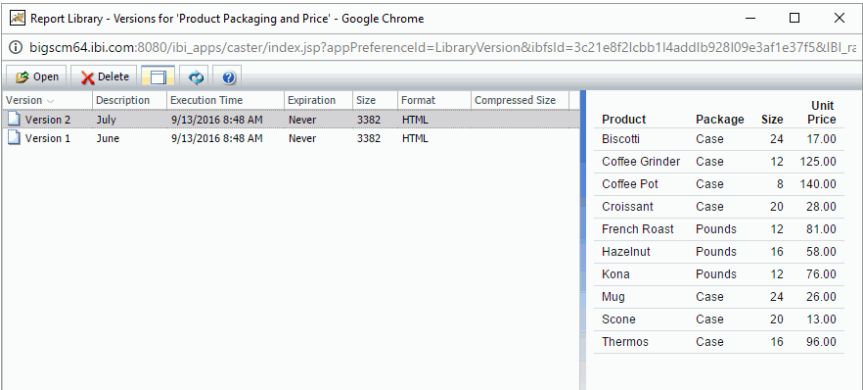 Report Library - Versions for 'Product Packaging and Price' - Google Chrome
bigscm64.ibi.com:8080/ibi_apps/caster/index.jsp?appPreferenceId=LibraryVersion&ibfsId=3c21e8f2lcbb1l4addlb928l09e3af1e37f5&IBI_ra
Open Delete
Version Description Execution Time Expiration Size Format Compressed Size
Version 2 July 9/13/2016 8:48 AM Never 3382 HTML
Version 1 June 9/13/2016 8:48 AM Never 3382 HTML
Unit
Product Package Size Price
Biscotti Case 24 17.00
Coffee Grinder Case 12 125.00
Coffee Pot Case 8 140.00
Croissant Case 20 28.00
French Roast Pounds 12 81.00
Hazelnut Pounds 16 58.00
Kona Pounds 12 76.00
Mug Case 24 26.00
Scone Case 20 13.00
Thermos Case 16 96.00